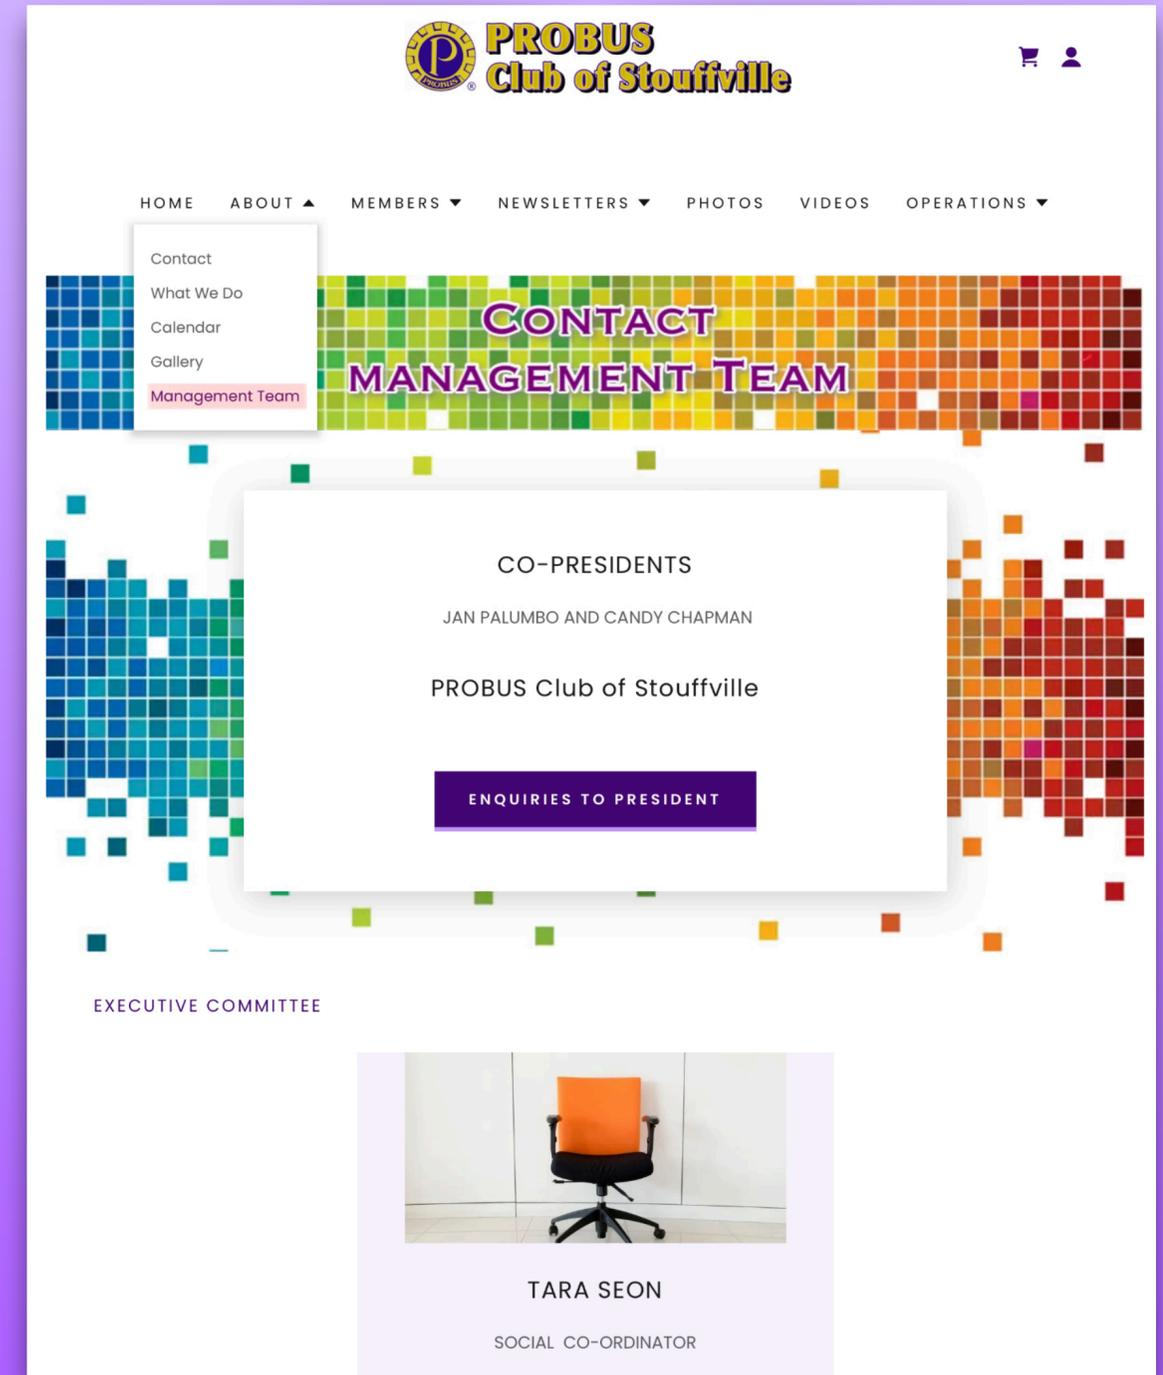 PROBUS
Club of Stouffville
P
PROBUS
®
HOME ABOUT MEMBERS NEWSLETTERS PHOTOS VIDEOS OPERATIONS
Contact
What We Do
Calendar
Gallery
Management Team
CONTACT
MANAGEMENT TEAM
CO-PRESIDENTS
JAN PALUMBO AND CANDY CHAPMAN
PROBUS Club of Stouffville
ENQUIRIES TO PRESIDENT
EXECUTIVE COMMITTEE
TARA SEON
SOCIAL CO-ORDINATOR